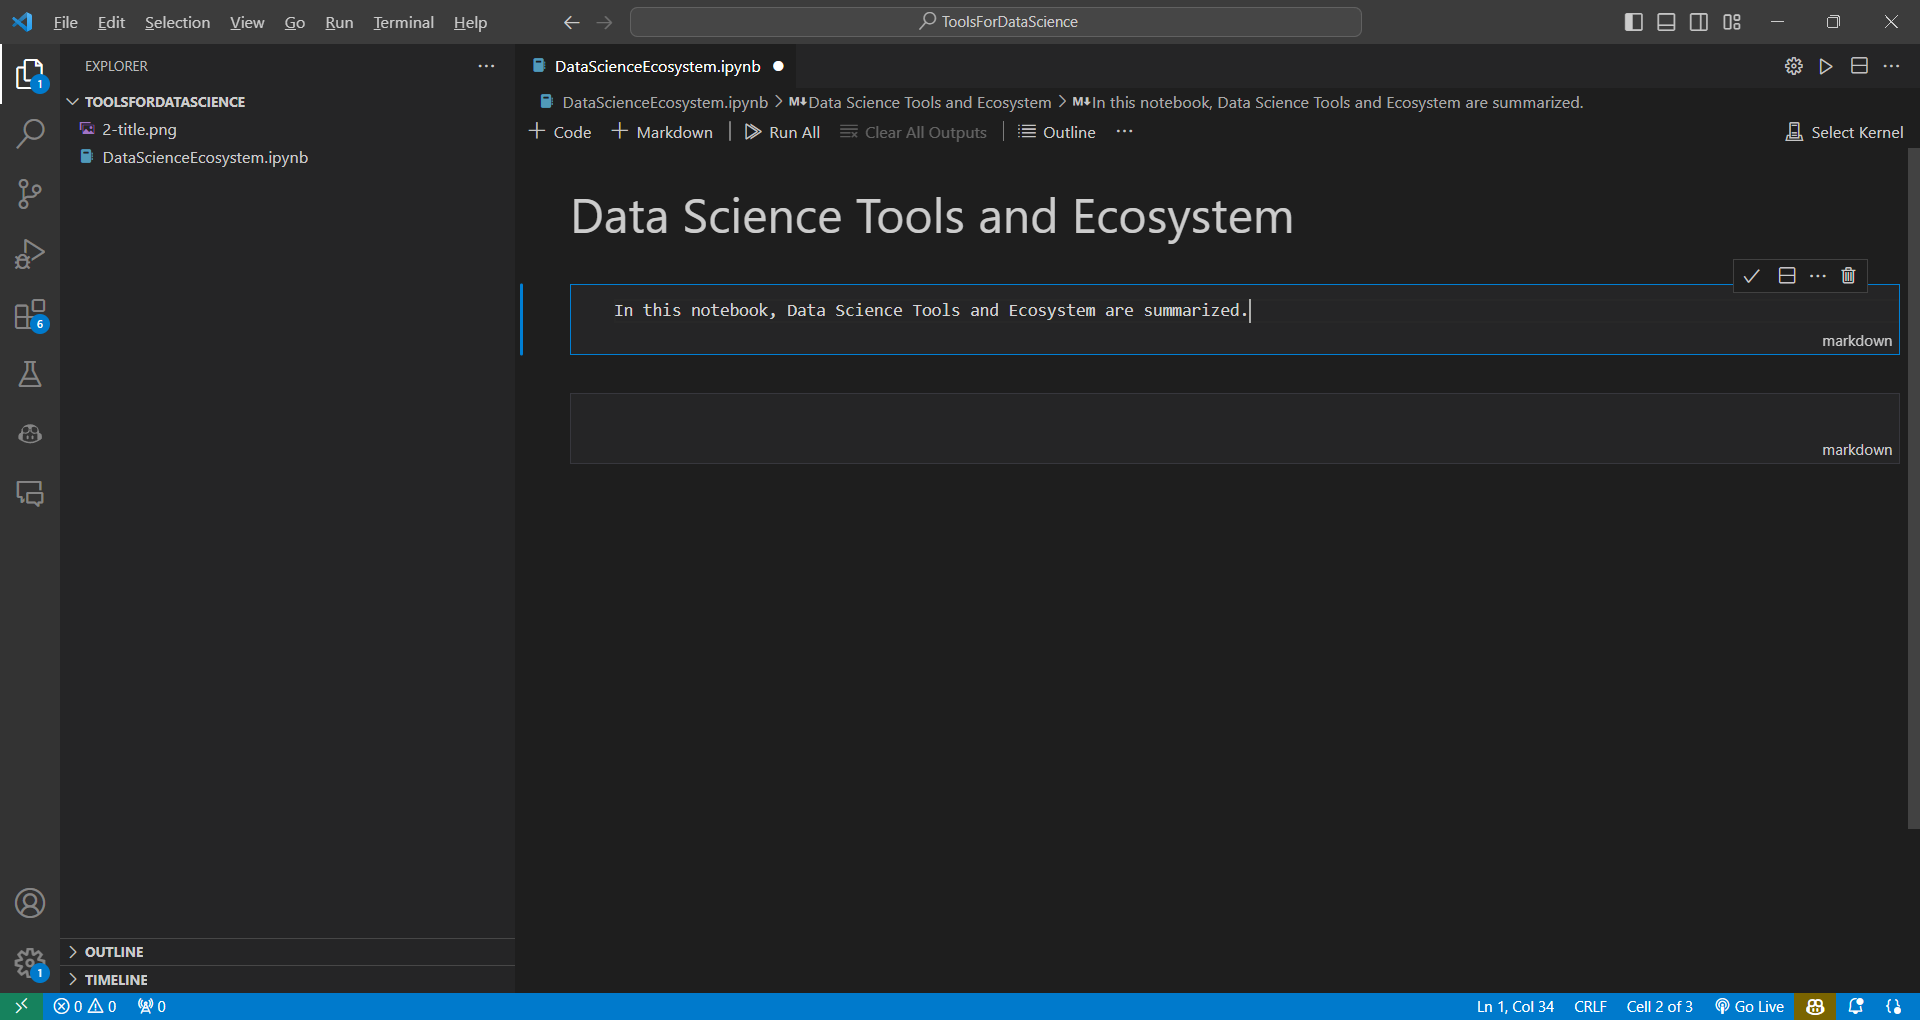 File Edit Selection View Go Run Terminal Help
ToolsForDataScience
EXPLORER
TOOLSFORDATASCIENCE
2-title.png
DataScienceEcosystem.ipynb
1
6
DataScienceEcosystem.ipynb
DataScienceEcosystem.ipynb > M Data Science Tools and Ecosystem > M In this notebook, Data Science Tools and Ecosystem are summarized.
+ Code + Markdown | Run All Clear All Outputs | Outline ...
Select Kernel
Data Science Tools and Ecosystem
In this notebook, Data Science Tools and Ecosystem are summarized.
markdown
markdown
OUTLINE
TIMELINE
1
0 0 0
Ln 1, Col 34 CRLF Cell 2 of 3 Go Live